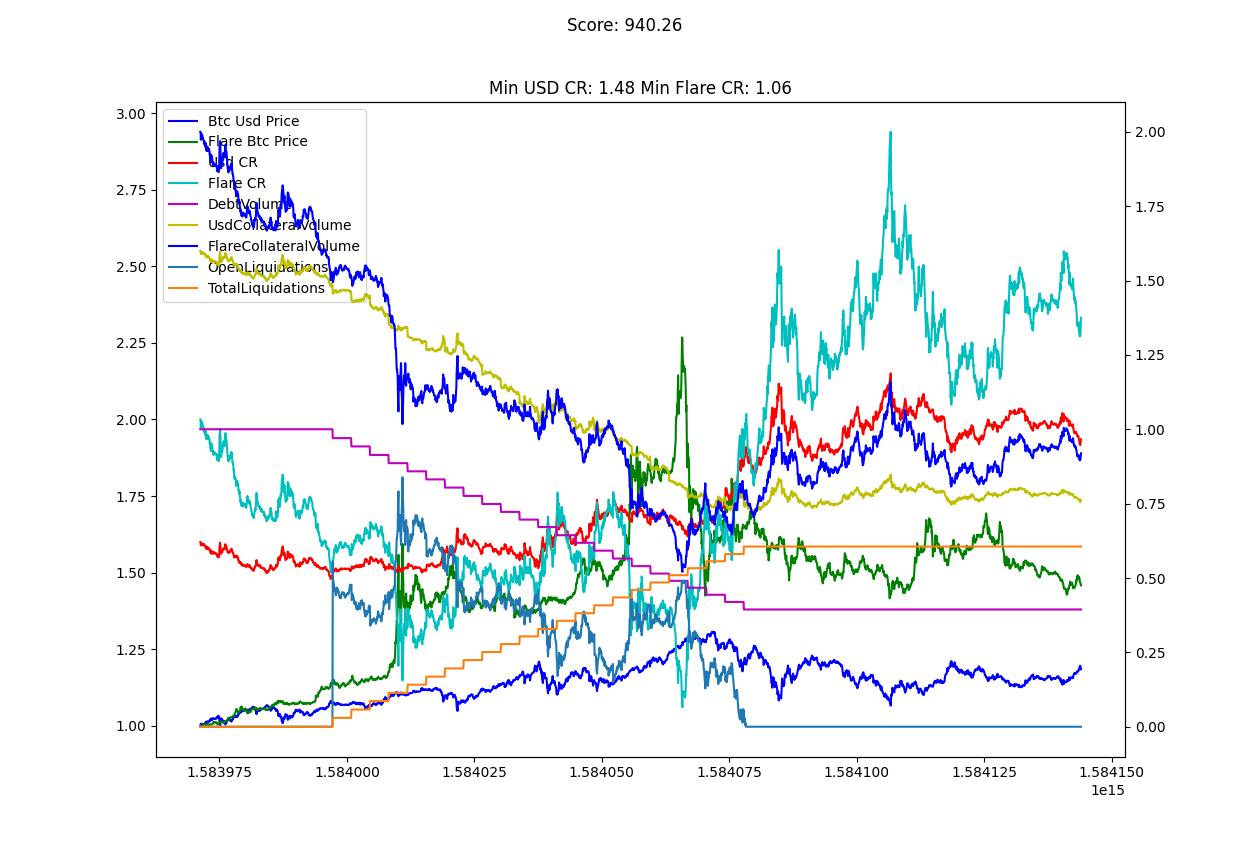 Score: 940.26
Min USD CR: 1.48 Min Flare CR: 1.06
3.00
2.75
2.50
2.25
2.00
1.75
1.50
1.25
1.00
Btc Usd Price
Flare Btc Price
Usd CR
Flare CR
DebtVolume
UsdCollateralVolume
FlareCollateralVolume
OpenLiquidations
TotalLiquidations
2.00
1.75
1.50
1.25
1.00
0.75
0.50
0.25
0.00
1.583975 1.584000 1.584025 1.584050 1.584075 1.584100 1.584125 1.584150
1e15